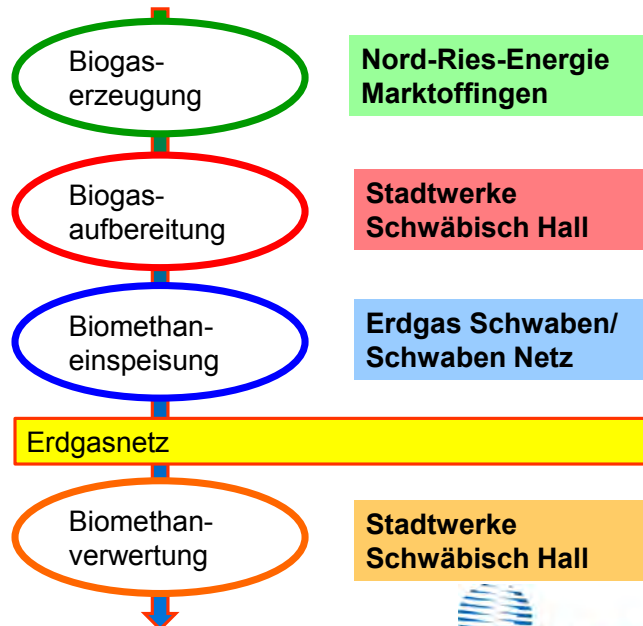 Biogas-
erzeugung
Nord-Ries-Energie
Marktoffingen
Biogas-
aufbereitung
Stadtwerke
Schwäbisch Hall
Biomethan-
einspeisung
Erdgas Schwaben/
Schwaben Netz
Erdgasnetz
Biomethan-
verwertung
Stadtwerke
Schwäbisch Hall